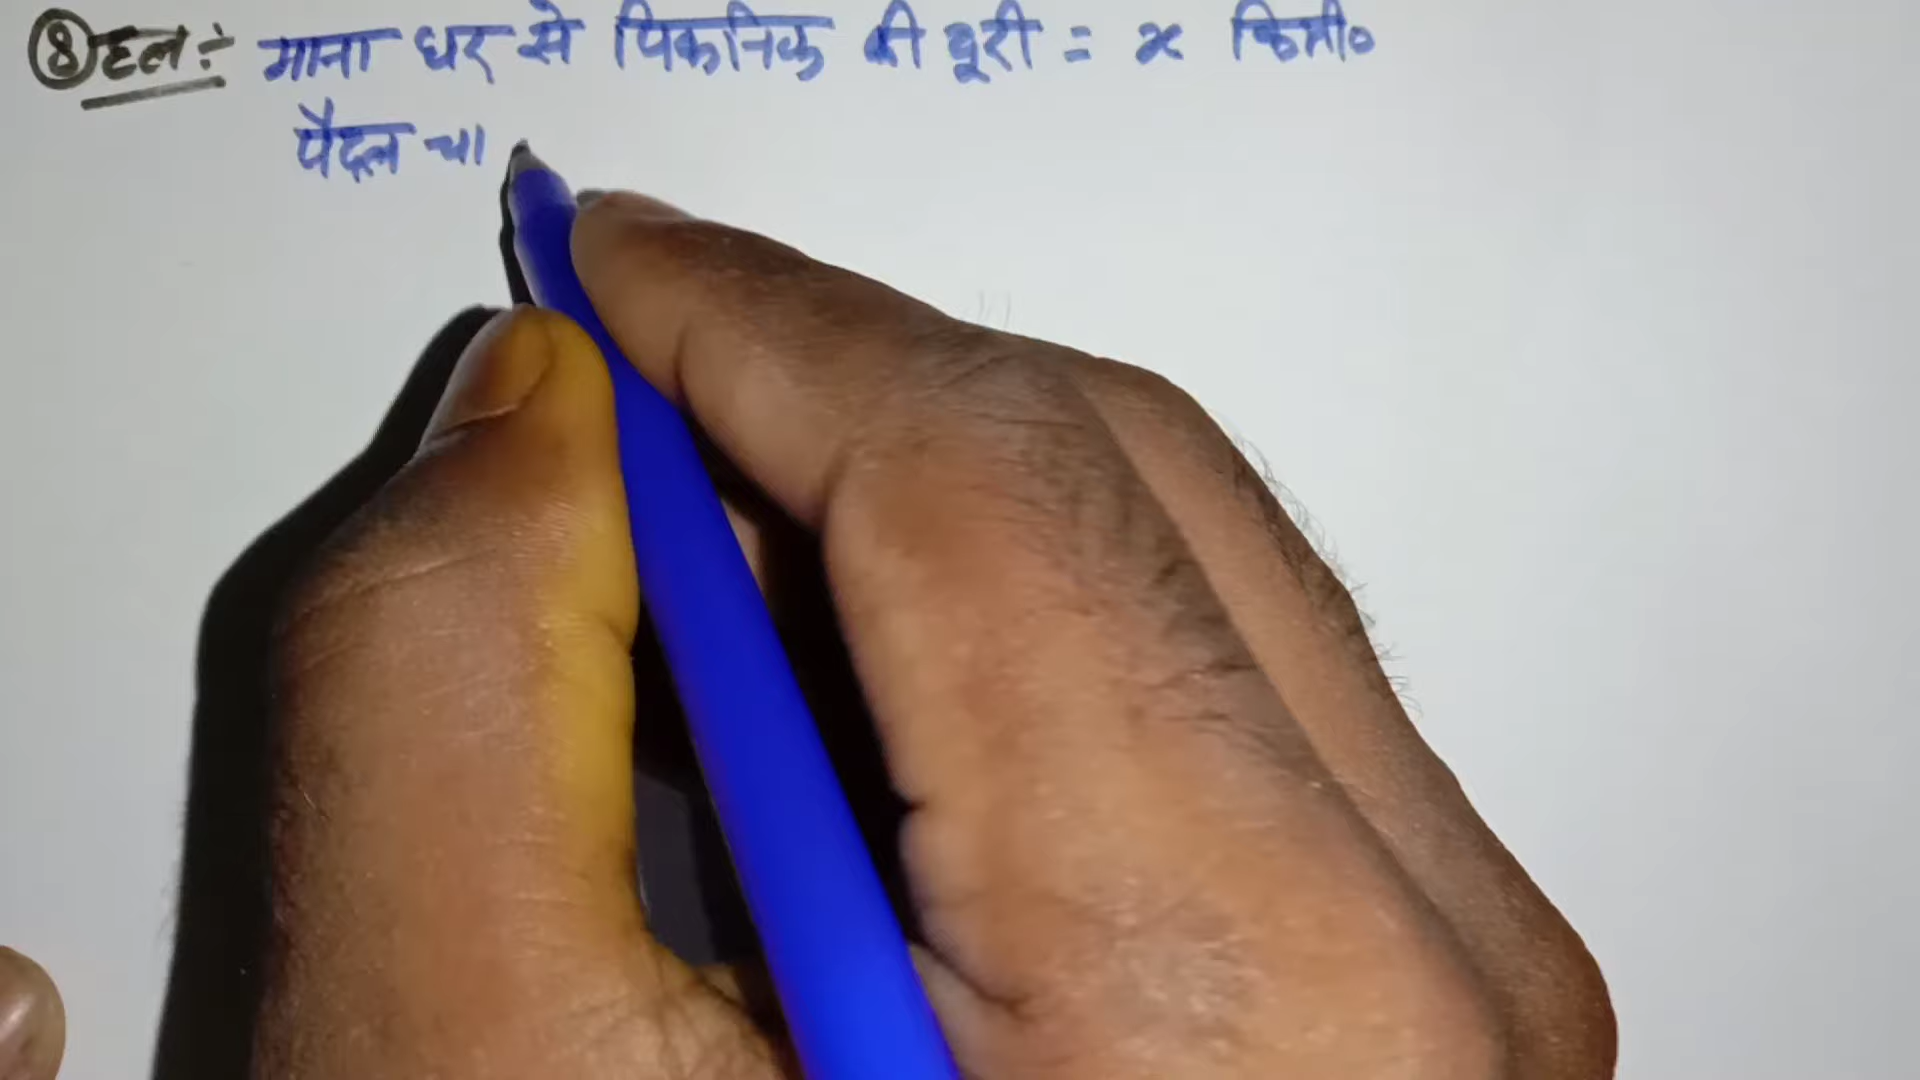 ⑧ हल ÷ माना घर से पिकनिक की दूरी = x किमी०
पैदल चा